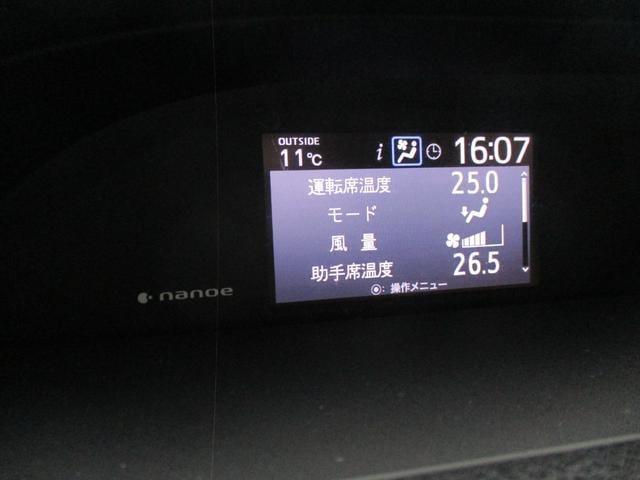 OUTSIDE
11℃ i 16:07
運転席温度 25.0
モード
風量
助手席温度 26.5
⦿: 操作メニュー
nanoe